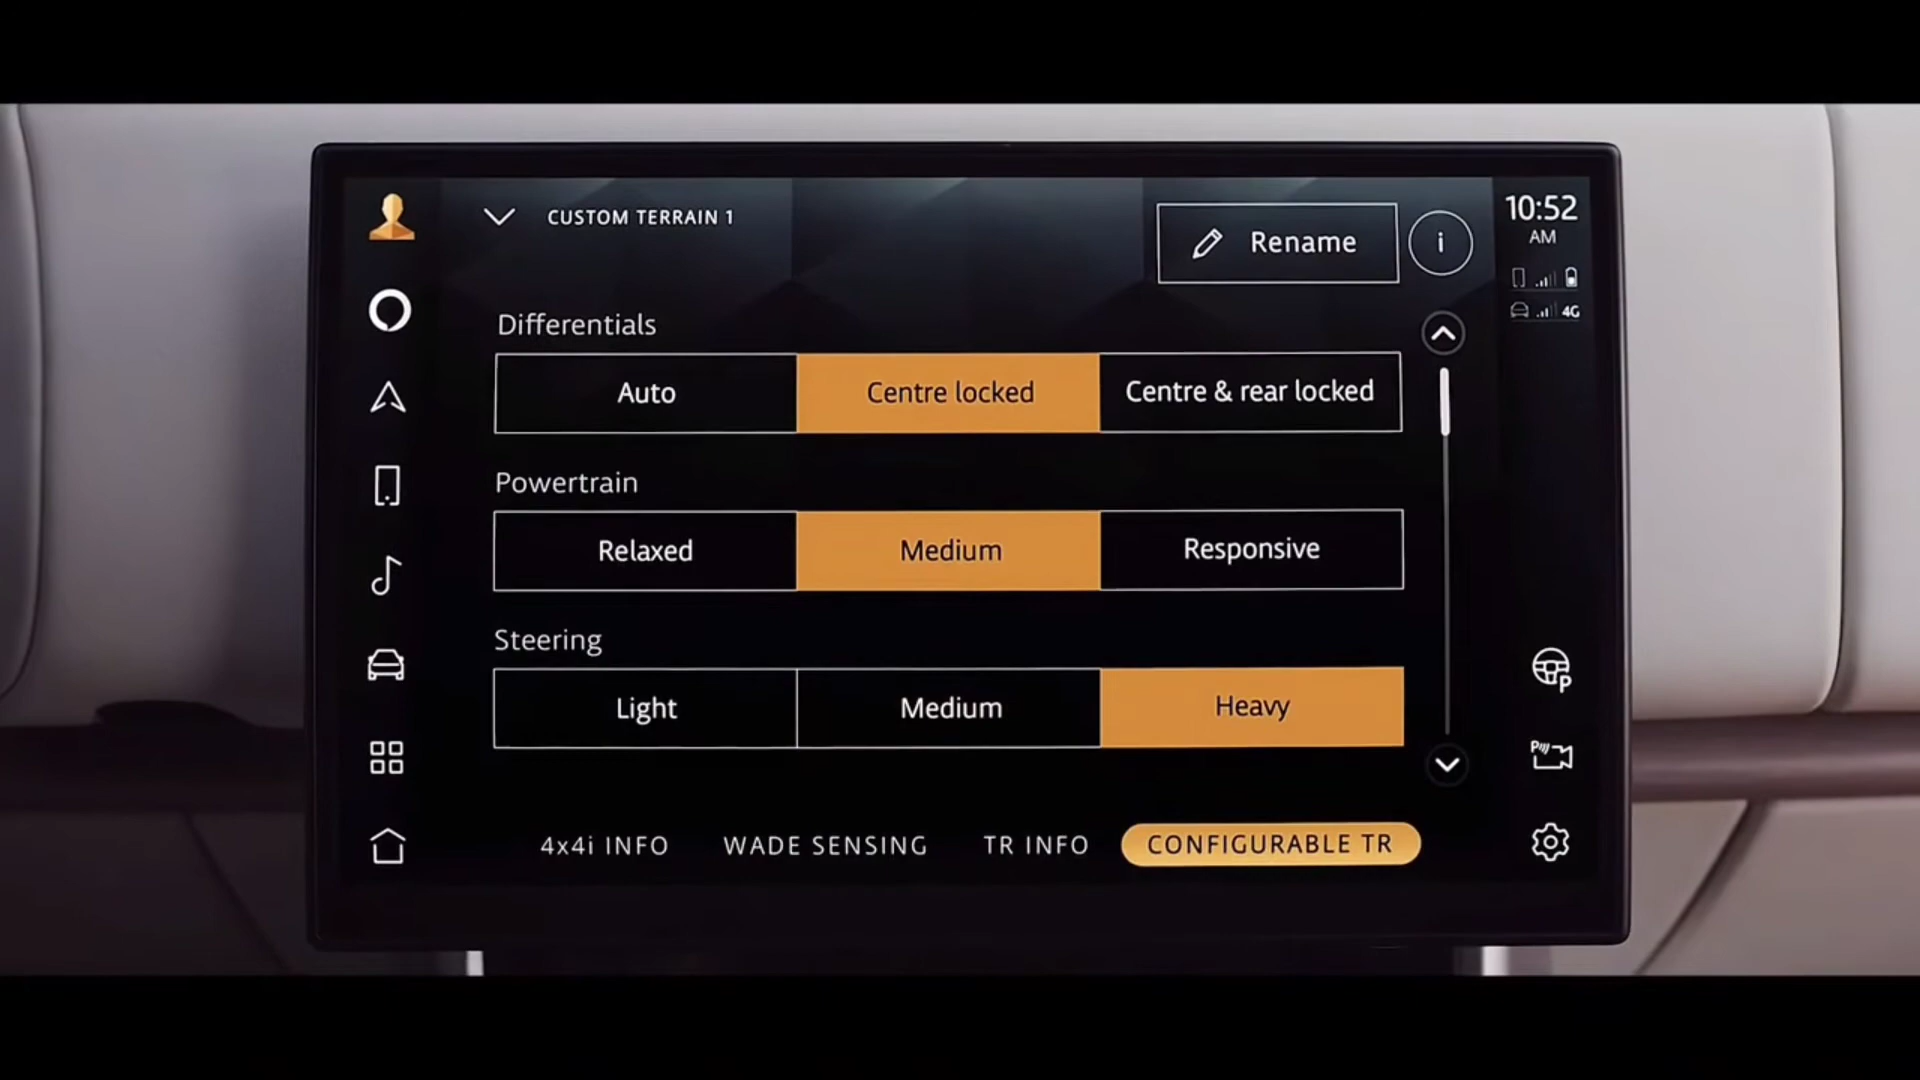 CUSTOM TERRAIN 1
Rename
i
10:52
AM
4G
Differentials
Auto
Centre locked
Centre & rear locked
Powertrain
Relaxed
Medium
Responsive
Steering
Light
Medium
Heavy
P
P
4x4i INFO
WADE SENSING
TR INFO
CONFIGURABLE TR